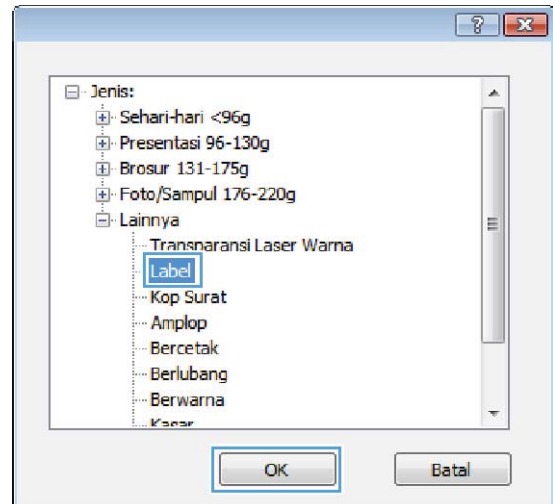 Jenis:
Sehari-hari <96g
Presentasi 96-130g
Brosur 131-175g
Foto/Sampul 176-220g
Lainnya
Transparansi Laser Warna
Label
Kop Surat
Amplop
Bercetak
Berlubang
Berwarna
Kasar
OK
Batal